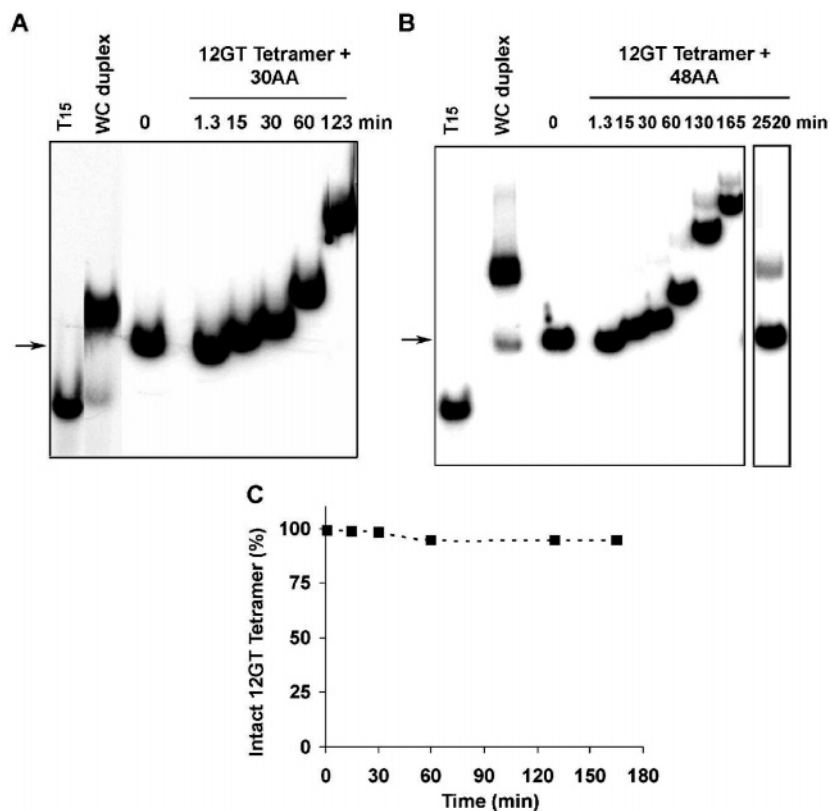 A
T15
WC duplex
12GT Tetramer +
30AA
0 1.3 15 30 60 123 min
B
T15
WC duplex
12GT Tetramer +
48AA
0 1.3 15 30 60 130 165 2520 min
C
Intact 12GT Tetramer (%)
100
75
50
25
0
0 30 60 90 120 150 180
Time (min)